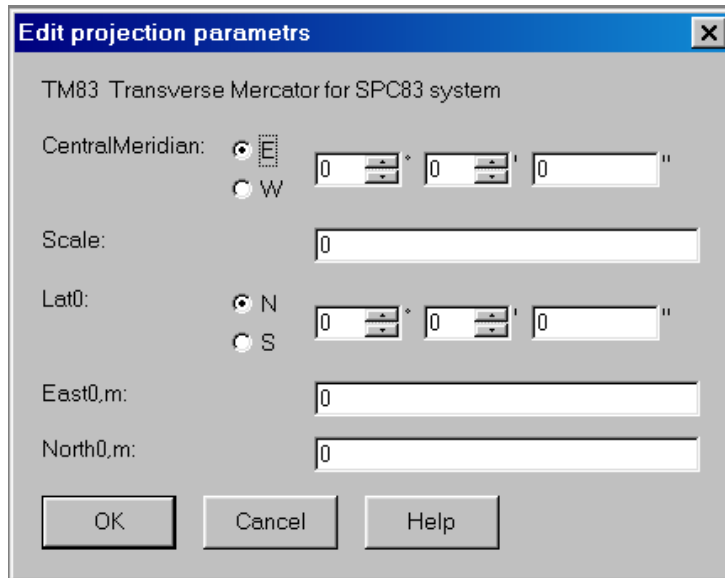 Edit projection parametrs
TM83 Transverse Mercator for SPC83 system
CentralMeridian: E 0 ° 0 ' 0 "
W
Scale: 0
Lat0: N 0 ° 0 ' 0 "
S
East0,m: 0
North0,m: 0
OK Cancel Help